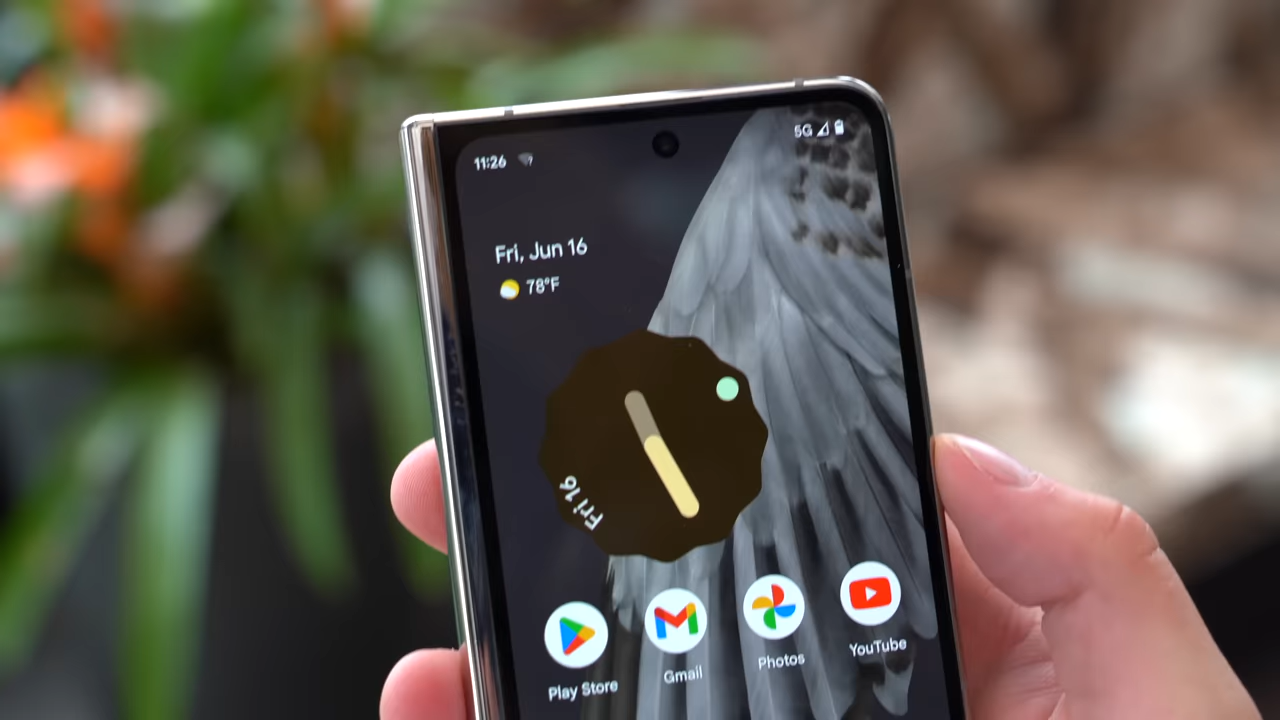 11:26
5G
Fri, Jun 16
78°F
Fri 16
Play Store
Gmail
Photos
YouTube